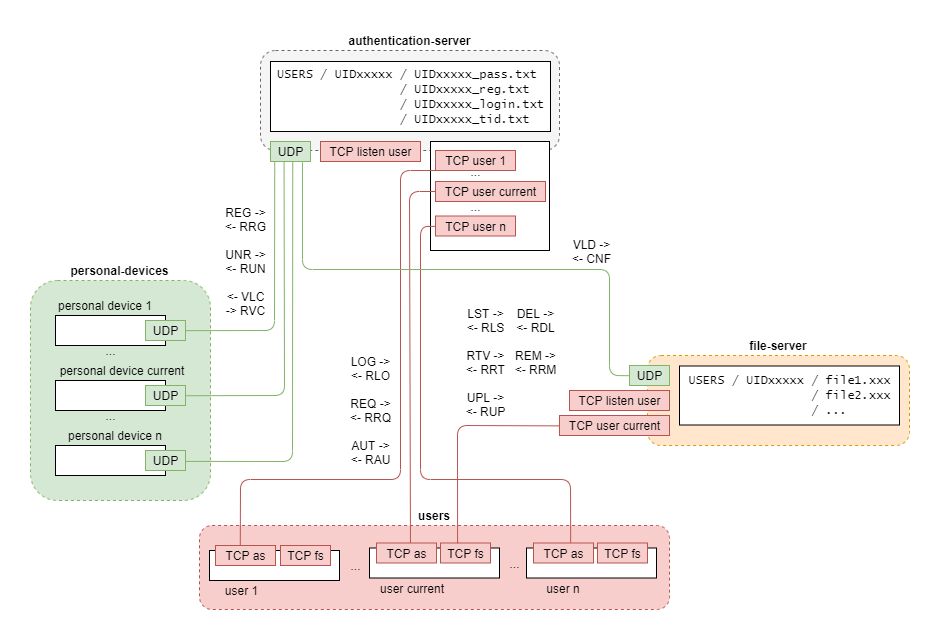 authentication-server
USERS / UIDxxxxx / UIDxxxxx_pass.txt
/ UIDxxxxx_reg.txt
/ UIDxxxxx_login.txt
/ UIDxxxxx_tid.txt
UDP
TCP listen user
TCP user 1
...
TCP user current
...
TCP user n
REG ->
<- RRG
UNR ->
<- RUN
<- VLC
-> RVC
VLD ->
<- CNF
personal-devices
personal device 1
UDP
...
personal device current
UDP
...
personal device n
UDP
LOG ->
<- RLO
REQ ->
<- RRQ
AUT ->
<- RAU
LST -> DEL ->
<- RLS <- RDL
RTV -> REM ->
<- RRT <- RRM
UPL ->
<- RUP
file-server
UDP
TCP listen user
TCP user current
USERS / UIDxxxxx / file1.xxx
/ file2.xxx
/ ...
users
TCP as TCP fs
user 1
...
TCP as TCP fs
user current
...
TCP as TCP fs
user n